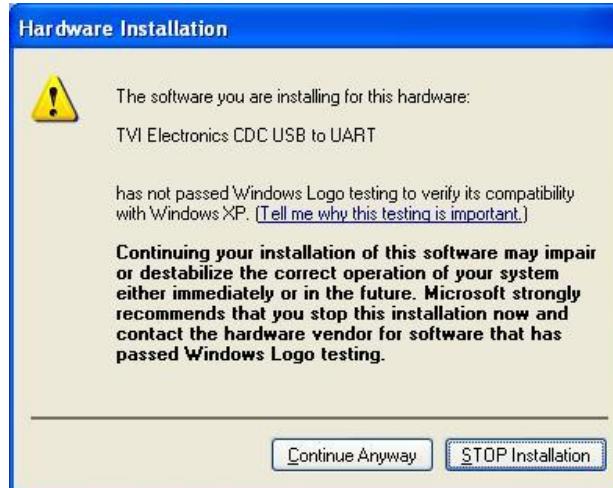 Hardware Installation
The software you are installing for this hardware:
TVI Electronics CDC USB to UART
has not passed Windows Logo testing to verify its compatibility
with Windows XP. (Tell me why this testing is important.)
Continuing your installation of this software may impair
or destabilize the correct operation of your system
either immediately or in the future. Microsoft strongly
recommends that you stop this installation now and
contact the hardware vendor for software that has
passed Windows Logo testing.
Continue Anyway
STOP Installation